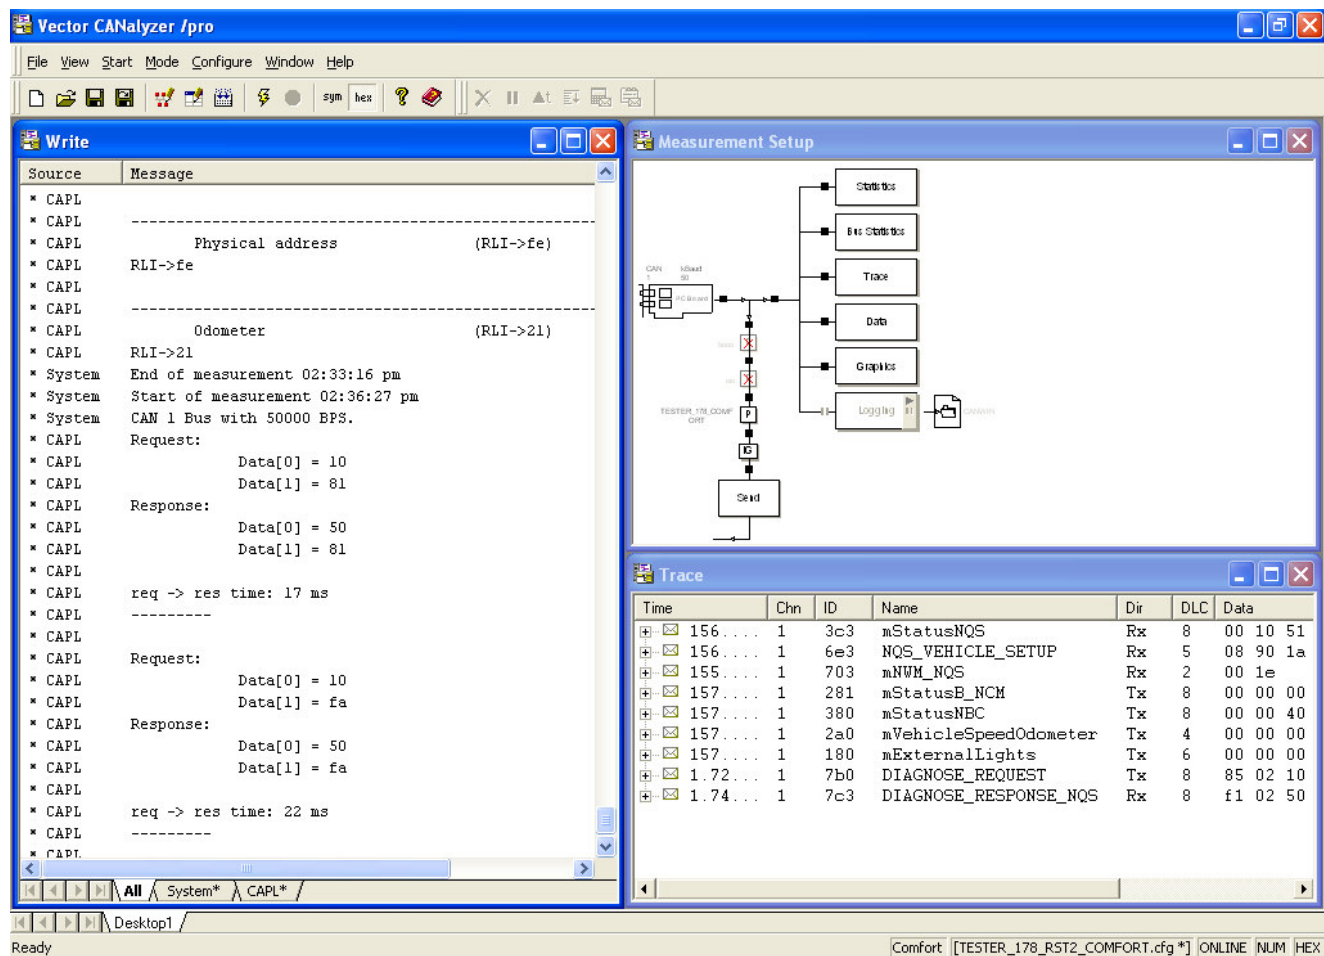 Vector CANalyzer /pro
File View Start Mode Configure Window Help
sym hex
Write
Source Message
* CAPL
* CAPL ----------------------------------------------------
* CAPL Physical address (RLI->fe)
* CAPL RLI->fe
* CAPL
* CAPL ----------------------------------------------------
* CAPL Odometer (RLI->21)
* CAPL RLI->21
* System End of measurement 02:33:16 pm
* System Start of measurement 02:36:27 pm
* System CAN 1 Bus with 50000 BPS.
* CAPL Request:
* CAPL Data[0] = 10
* CAPL Data[1] = 81
* CAPL Response:
* CAPL Data[0] = 50
* CAPL Data[1] = 81
* CAPL
* CAPL req -> res time: 17 ms
* CAPL ---------
* CAPL
* CAPL Request:
* CAPL Data[0] = 10
* CAPL Data[1] = fa
* CAPL Response:
* CAPL Data[0] = 50
* CAPL Data[1] = fa
* CAPL
* CAPL req -> res time: 22 ms
* CAPL ---------
* CAPL
All System* CAPL*
Measurement Setup
Statistics
Bus Statistics
Trace
Data
Graphics
Logging
CAN kBaud
1 50
PC Board
TESTER_178_COMF
ORT
P
IG
Send
Trace
Time Chn ID Name Dir DLC Data
156.... 1 3c3 mStatusNQS Rx 8 00 10 51
156.... 1 6e3 NQS_VEHICLE_SETUP Rx 5 08 90 1a
155.... 1 703 mNWM_NQS Rx 2 00 1e
157.... 1 281 mStatusB_NCM Tx 8 00 00 00
157.... 1 380 mStatusNBC Tx 8 00 00 40
157.... 1 2a0 mVehicleSpeedOdometer Tx 4 00 00 00
157.... 1 180 mExternalLights Tx 6 00 00 00
1.72... 1 7b0 DIAGNOSE_REQUEST Tx 8 85 02 10
1.74... 1 7c3 DIAGNOSE_RESPONSE_NQS Rx 8 f1 02 50
Desktop1
Ready Comfort [TESTER_178_RST2_COMFORT.cfg *] ONLINE NUM HEX